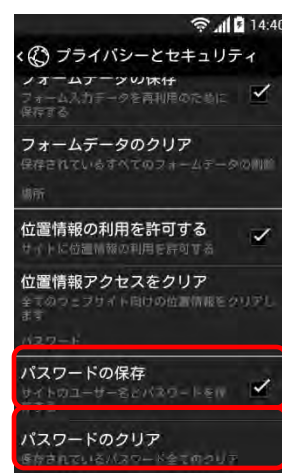 14:40
プライバシーとセキュリティ
フォームデータの保存
フォーム入力データを再利用のために
保存する
フォームデータのクリア
保存されているすべてのフォームデータの削除
場所
位置情報の利用を許可する
サイトに位置情報の利用を許可する
位置情報アクセスをクリア
全てのウェブサイト向けの位置情報をクリアし
ます
パスワード
パスワードの保存
サイトのユーザー名とパスワードを保
存する
パスワードのクリア
保存されているパスワード全てのクリア